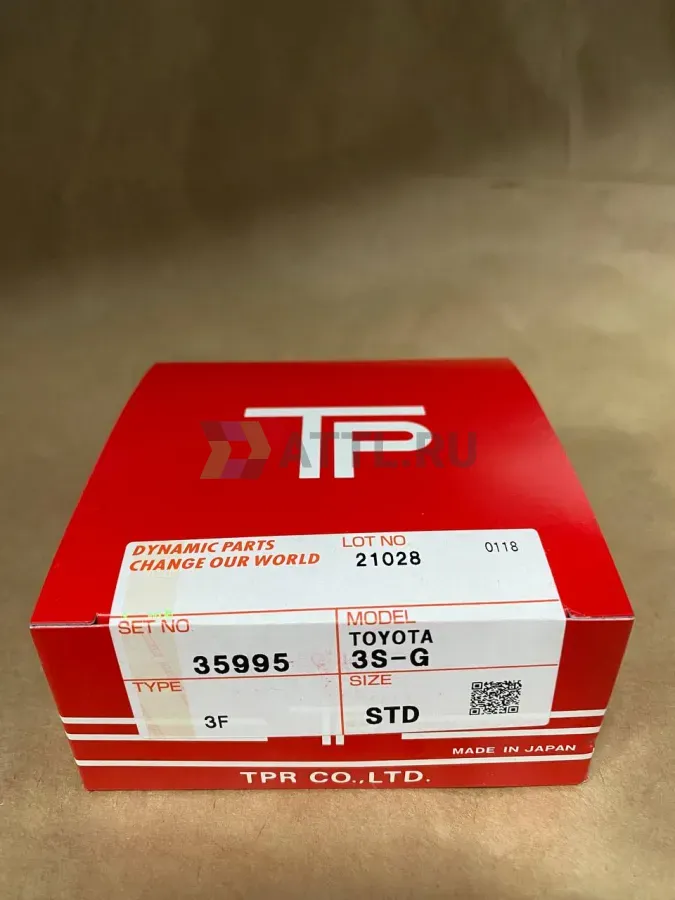 TP
ATTL.RU
DYNAMIC PARTS
CHANGE OUR WORLD
LOT NO
21028
0118
SET NO
35995
MODEL
TOYOTA
3S-G
TYPE
3F
SIZE
STD
MADE IN JAPAN
TPR CO.,LTD.